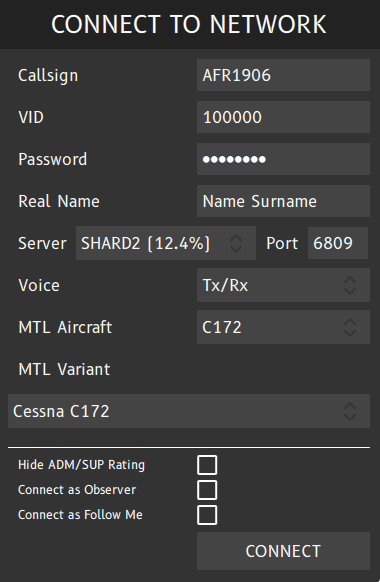 CONNECT TO NETWORK
Callsign AFR1906
VID 100000
Password ●●●●●●●●
Real Name Name Surname
Server SHARD2 [12.4%] Port 6809
Voice Tx/Rx
MTL Aircraft C172
MTL Variant
Cessna C172
Hide ADM/SUP Rating
Connect as Observer
Connect as Follow Me
CONNECT